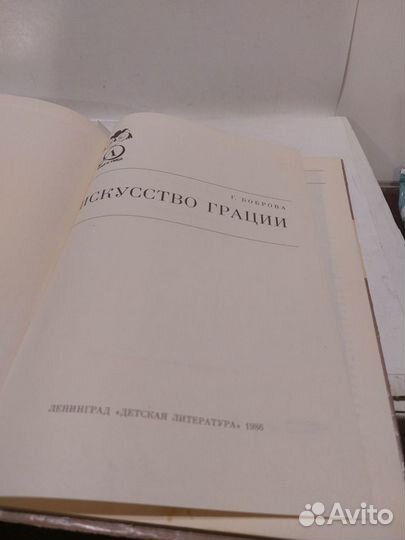 Г. БОБРОВА
ИСКУССТВО ГРАЦИИ
ЛЕНИНГРАД «ДЕТСКАЯ ЛИТЕРАТУРА» 1986
Avito